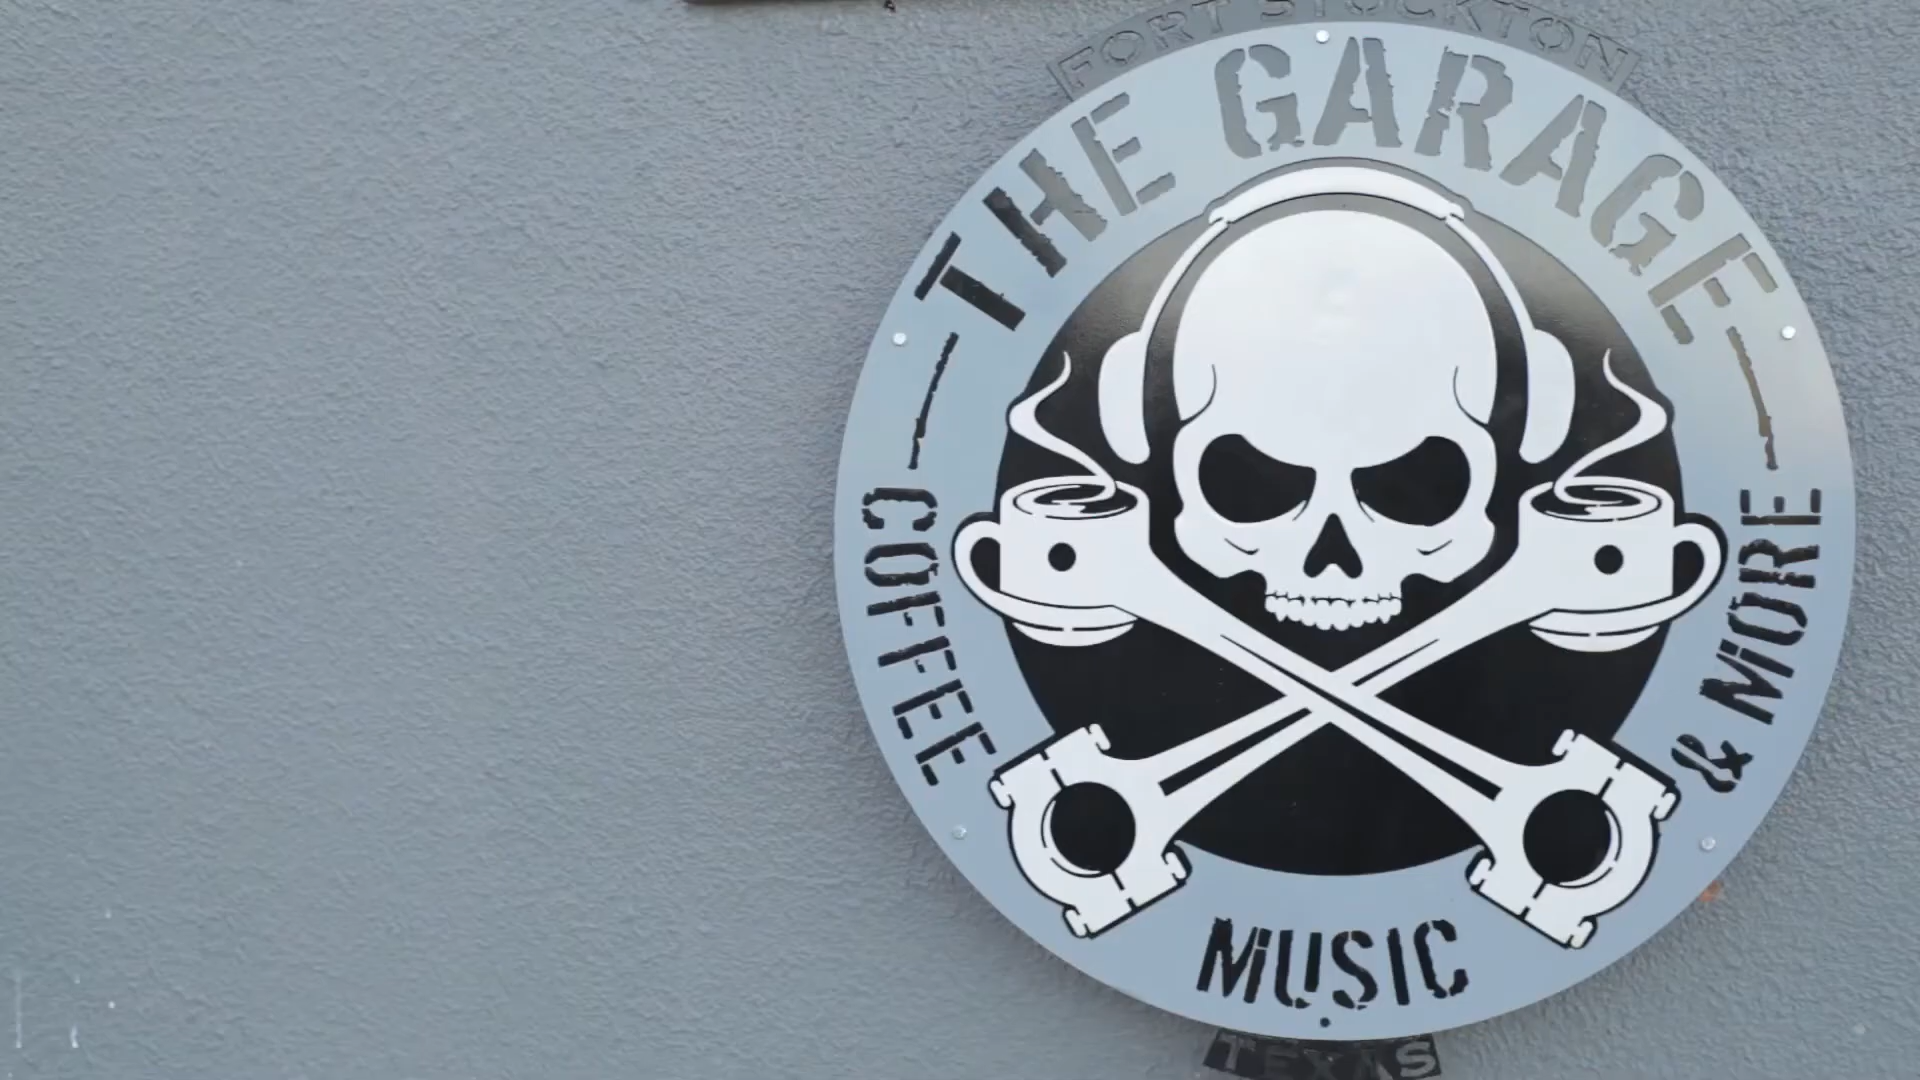 FORT STOCKTON
THE GARAGE
COFFEE
MUSIC
& MORE
TEXAS